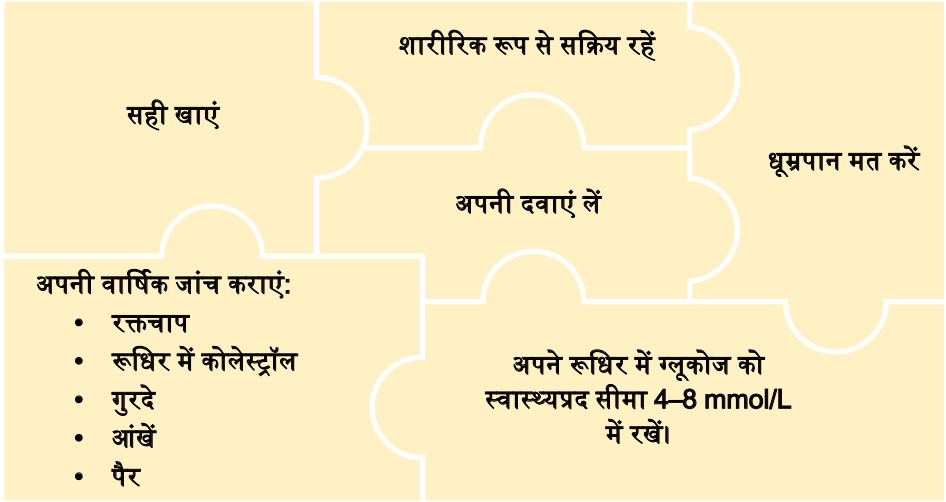 शारीरिक रूप से सक्रिय रहें
सही खाएं
धूम्रपान मत करें
अपनी दवाएं लें
अपनी वार्षिक जांच कराएं:
• रक्तचाप
• रूधिर में कोलेस्ट्रॉल
• गुरदे
• आंखें
• पैर
अपने रूधिर में ग्लूकोज को
स्वास्थ्यप्रद सीमा 4–8 mmol/L
में रखें।